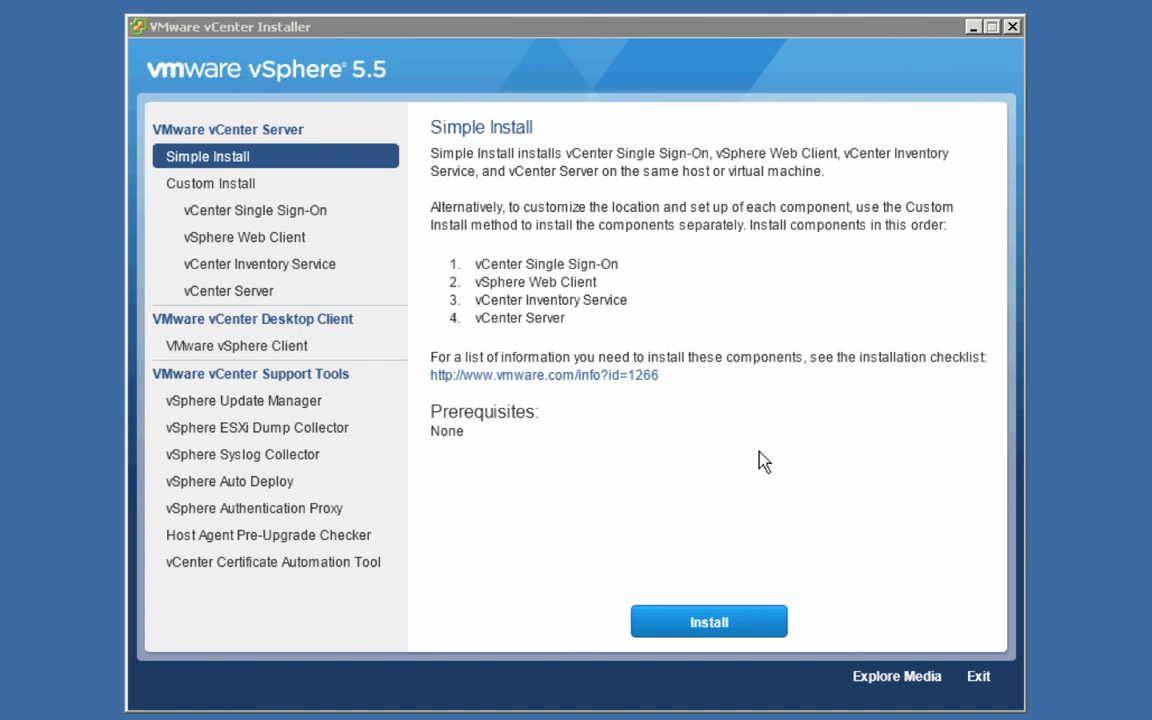 VMware vCenter Installer
vmware vSphere® 5.5
VMware vCenter Server
Simple Install
Custom Install
vCenter Single Sign-On
vSphere Web Client
vCenter Inventory Service
vCenter Server
VMware vCenter Desktop Client
VMware vSphere Client
VMware vCenter Support Tools
vSphere Update Manager
vSphere ESXi Dump Collector
vSphere Syslog Collector
vSphere Auto Deploy
vSphere Authentication Proxy
Host Agent Pre-Upgrade Checker
vCenter Certificate Automation Tool
Simple Install
Simple Install installs vCenter Single Sign-On, vSphere Web Client, vCenter Inventory
Service, and vCenter Server on the same host or virtual machine.
Alternatively, to customize the location and set up of each component, use the Custom
Install method to install the components separately. Install components in this order:
1. vCenter Single Sign-On
2. vSphere Web Client
3. vCenter Inventory Service
4. vCenter Server
For a list of information you need to install these components, see the installation checklist:
http://www.vmware.com/info?id=1266
Prerequisites:
None
Install
Explore Media Exit